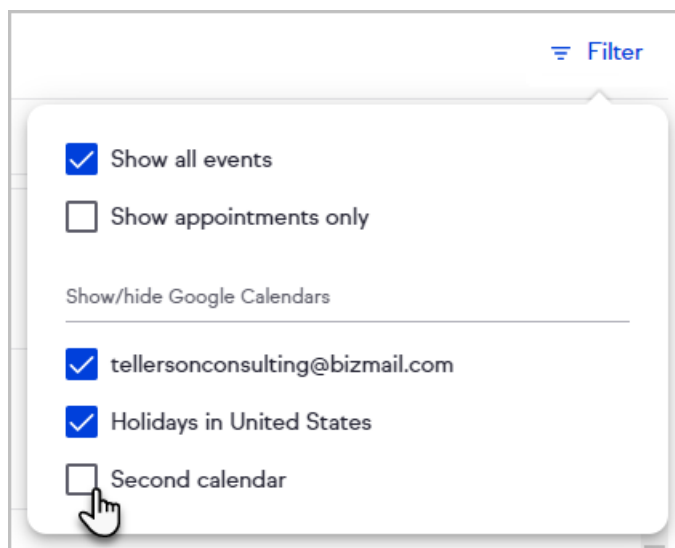 Filter
Show all events
Show appointments only
Show/hide Google Calendars
tellersonconsulting@bizmail.com
Holidays in United States
Second calendar